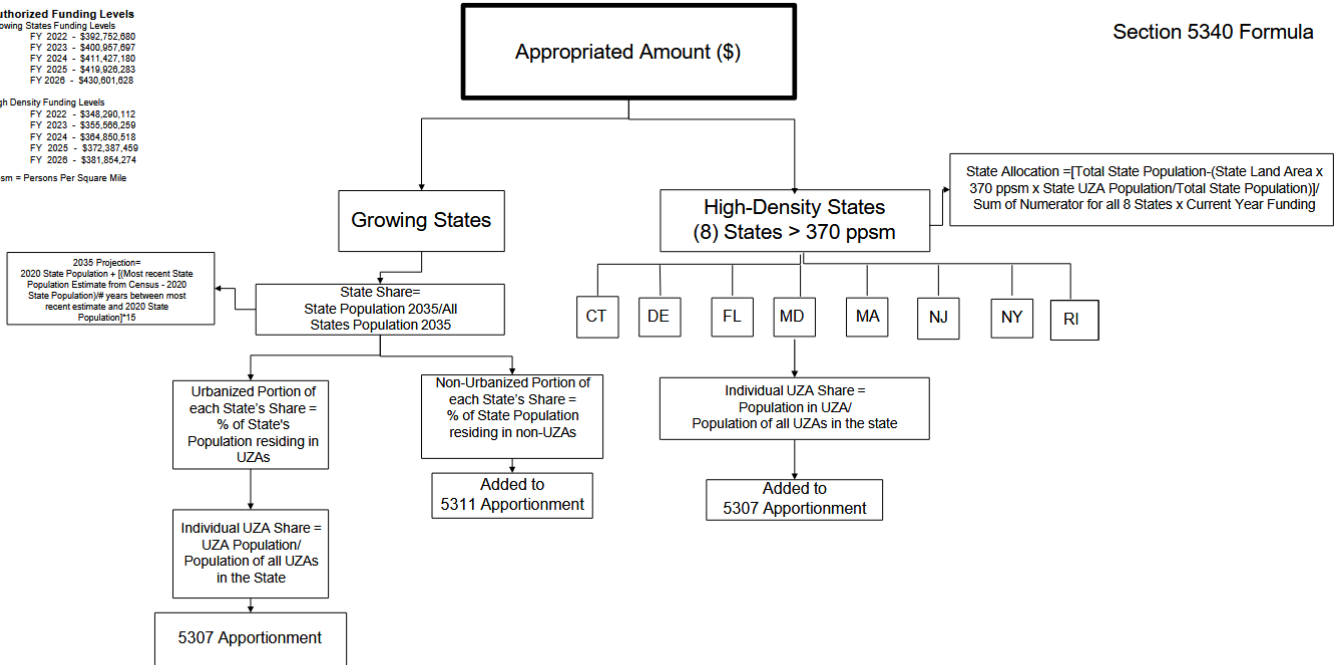 uthorized Funding Levels
owing States Funding Levels
FY 2022 - $392,752,680
FY 2023 - $400,957,697
FY 2024 - $411,427,180
FY 2025 - $419,926,283
FY 2026 - $430,601,628
gh Density Funding Levels
FY 2022 - $348,290,112
FY 2023 - $355,566,259
FY 2024 - $364,850,518
FY 2025 - $372,387,459
FY 2026 - $381,854,274
sm = Persons Per Square Mile
Appropriated Amount ($)
Section 5340 Formula
State Allocation =[Total State Population-(State Land Area x
370 ppsm x State UZA Population/Total State Population)]/
Sum of Numerator for all 8 States x Current Year Funding
Growing States
High-Density States
(8) States > 370 ppsm
2035 Projection=
2020 State Population + [(Most recent State
Population Estimate from Census - 2020
State Population)/# years between most
recent estimate and 2020 State
Population]*15
State Share=
State Population 2035/All
States Population 2035
CT
DE
FL
MD
MA
NJ
NY
RI
Urbanized Portion of
each State's Share =
% of State's
Population residing in
UZAs
Non-Urbanized Portion of
each State's Share =
% of State Population
residing in non-UZAs
Individual UZA Share =
Population in UZA/
Population of all UZAs in the state
Added to
5311 Apportionment
Added to
5307 Apportionment
Individual UZA Share =
UZA Population/
Population of all UZAs
in the State
5307 Apportionment